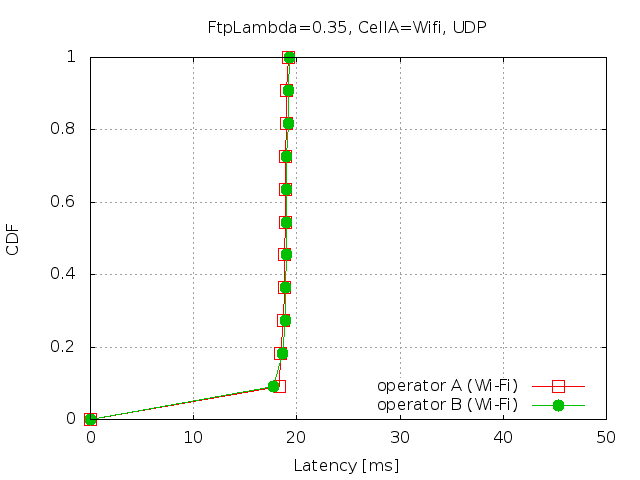 FtpLambda=0.35, CellA=Wifi, UDP
1
0.8
0.6
0.4
0.2
0
CDF
operator A (Wi-Fi)
operator B (Wi-Fi)
0 10 20 30 40 50
Latency [ms]